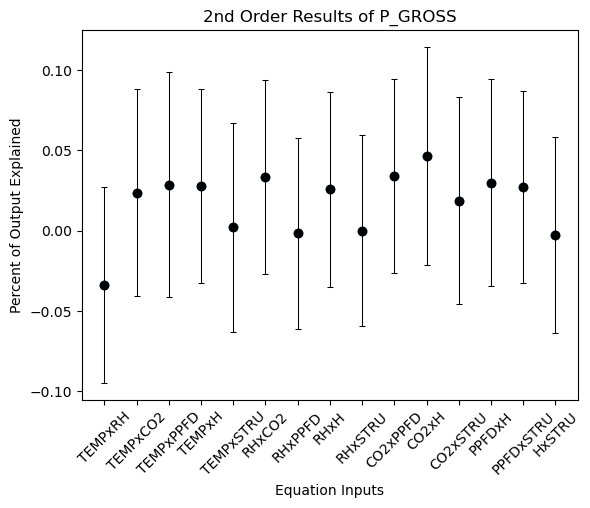 2nd Order Results of P_GROSS
Percent of Output Explained
0.10
0.05
0.00
−0.05
−0.10
TEMPxRH
TEMPxCO2
TEMPxPPFD
TEMPxH
TEMPxSTRU
RHxCO2
RHxPPFD
RHxH
RHxSTRU
CO2xPPFD
CO2xH
CO2xSTRU
PPFDxH
PPFDxSTRU
HxSTRU
Equation Inputs